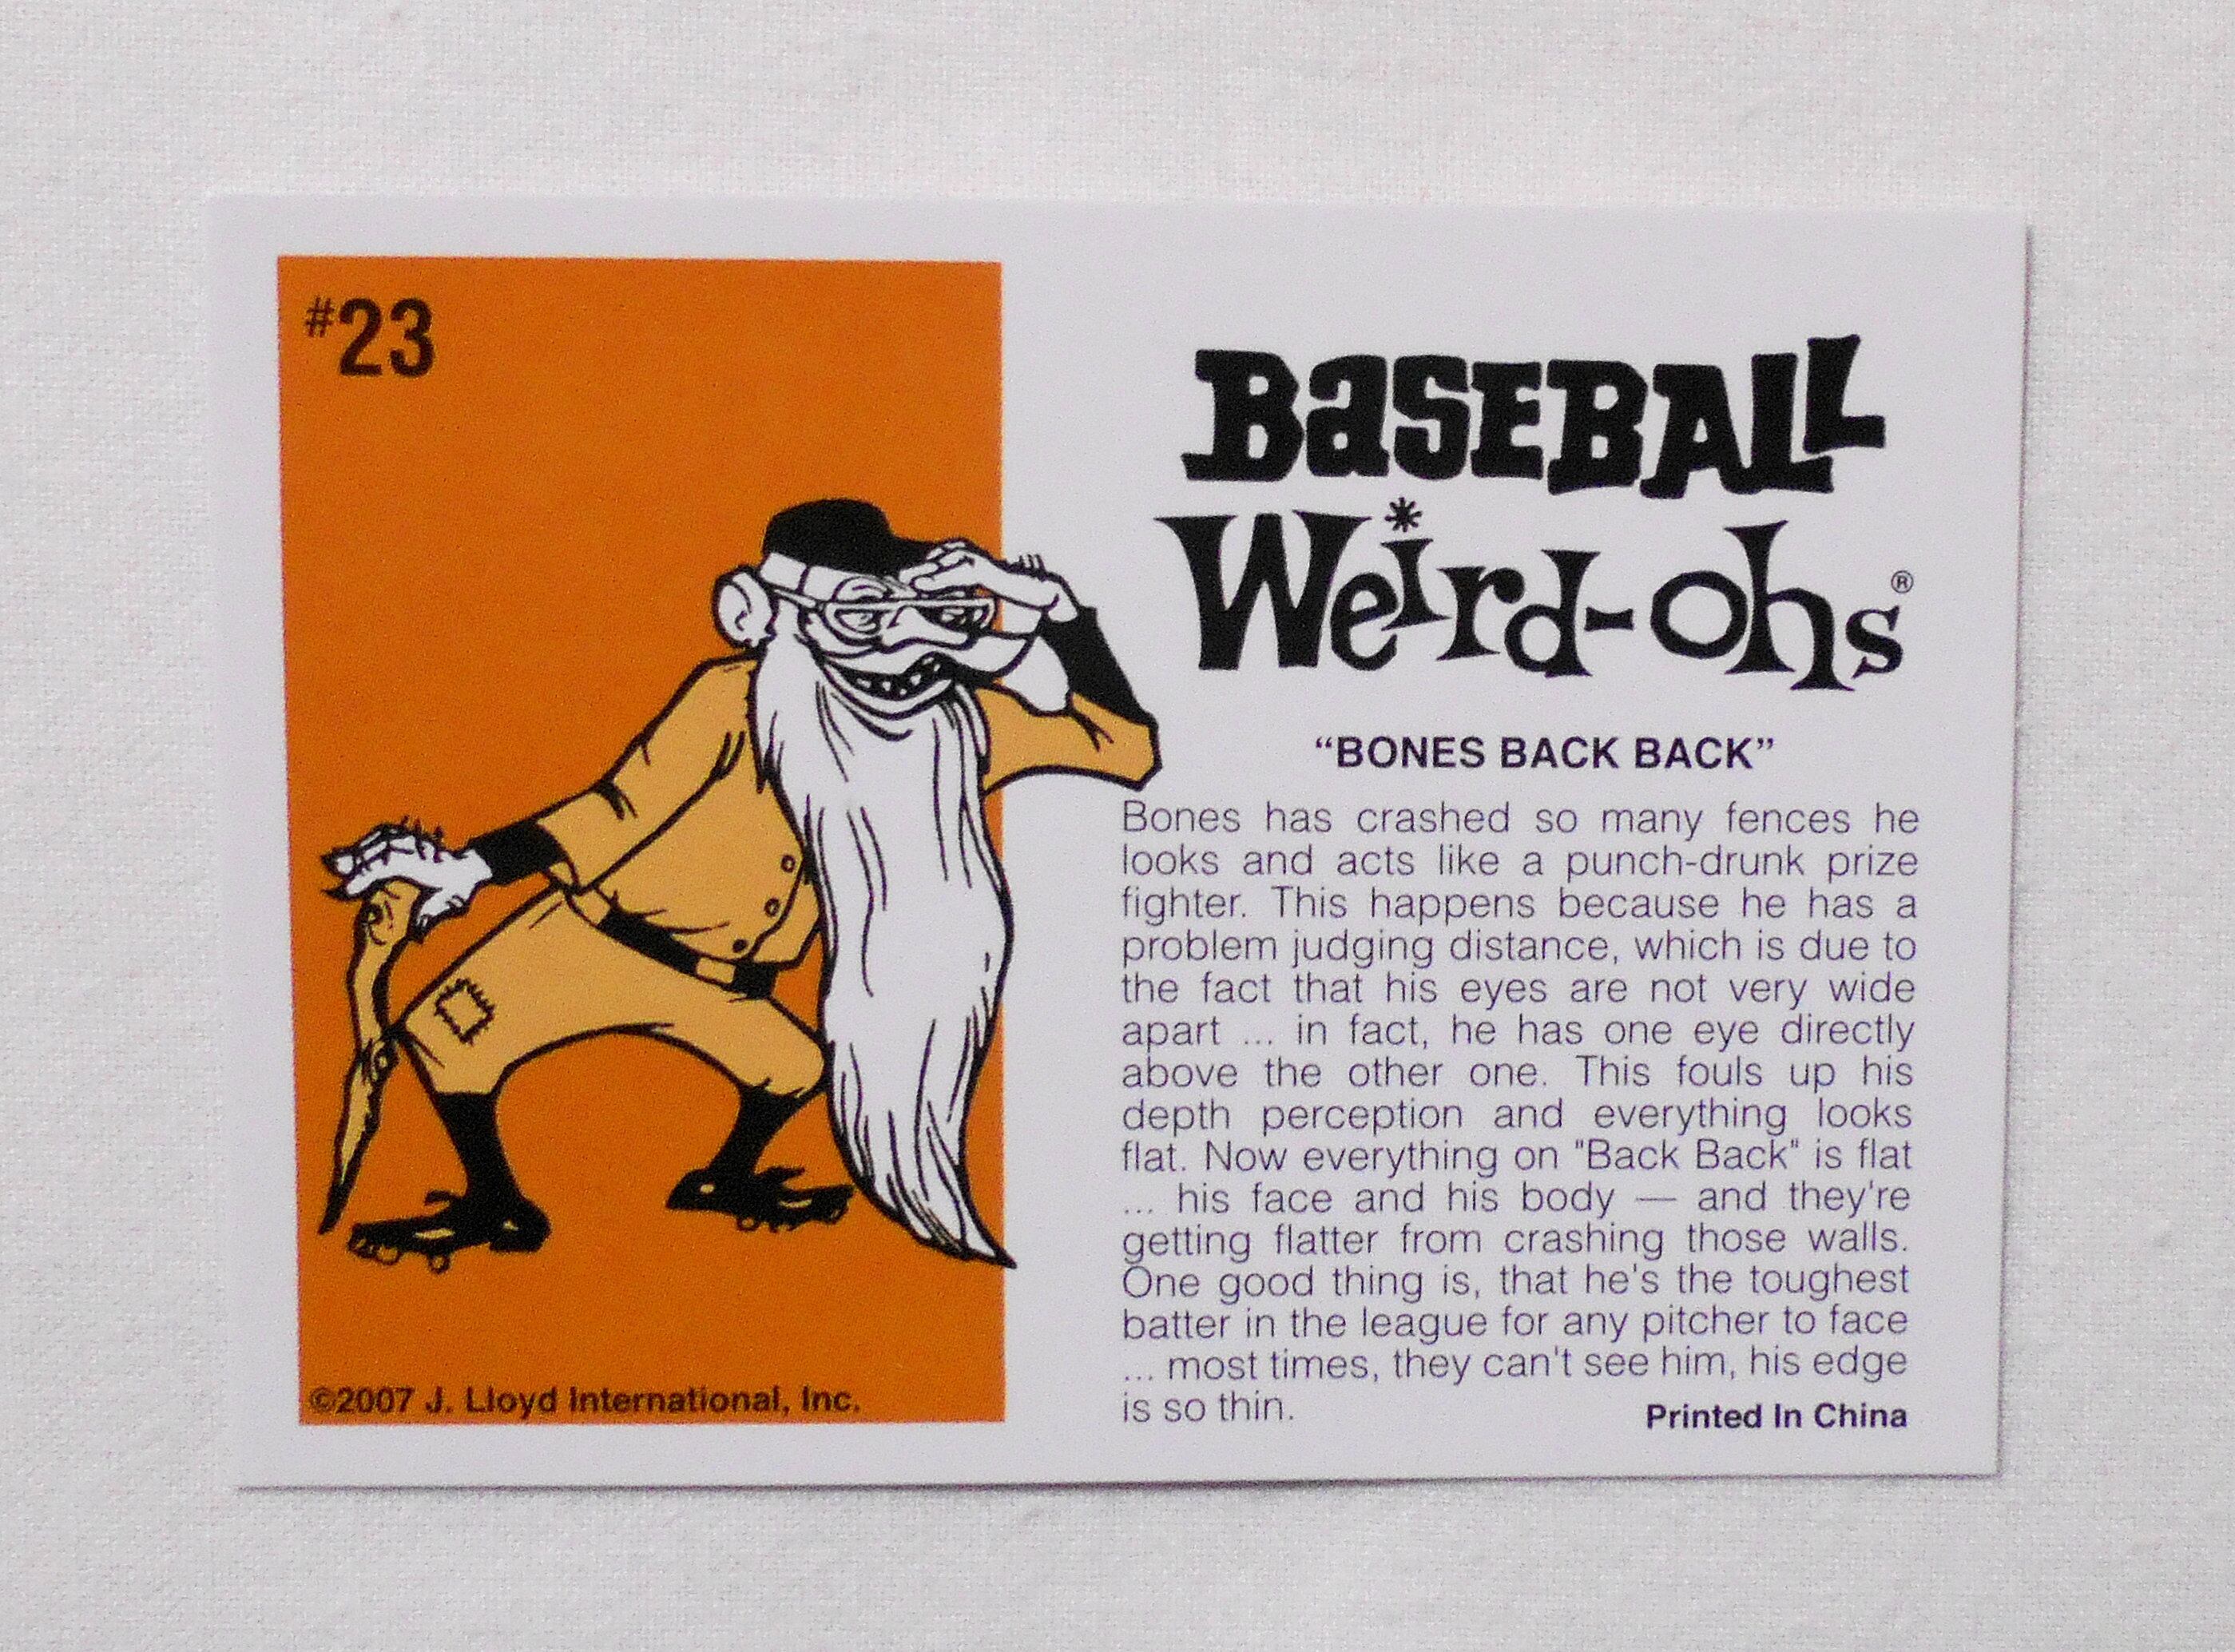 #23
BASEBALL
Weird-ohs®
“BONES BACK BACK”
Bones has crashed so many fences he
looks and acts like a punch-drunk prize
fighter. This happens because he has a
problem judging distance, which is due to
the fact that his eyes are not very wide
apart ... in fact, he has one eye directly
above the other one. This fouls up his
depth perception and everything looks
flat. Now everything on "Back Back" is flat
... his face and his body — and they're
getting flatter from crashing those walls.
One good thing is, that he's the toughest
batter in the league for any pitcher to face
... most times, they can't see him, his edge
is so thin.
Printed In China
©2007 J. Lloyd International, Inc.